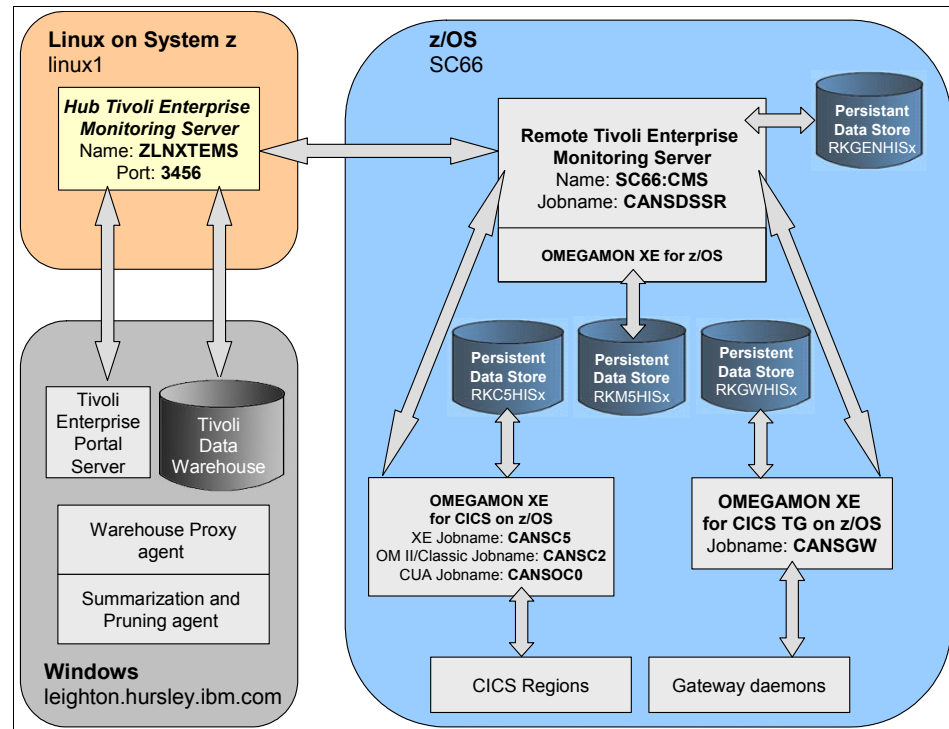 Linux on System z
linux1
Hub Tivoli Enterprise
Monitoring Server
Name: ZLNXTEMS
Port: 3456
z/OS
SC66
Remote Tivoli Enterprise
Monitoring Server
Name: SC66:CMS
Jobname: CANSDSSR
OMEGAMON XE for z/OS
Persistant
Data Store
RKGENHISx
Persistent
Data Store
RKC5HISx
Persistent
Data Store
RKM5HISx
Persistent
Data Store
RKGWHISx
Tivoli
Enterprise
Portal
Server
Tivoli
Data
Warehouse
Warehouse Proxy
agent
Summarization and
Pruning agent
Windows
leighton.hursley.ibm.com
OMEGAMON XE
for CICS on z/OS
XE Jobname: CANSC5
OM II/Classic Jobname: CANSC2
CUA Jobname: CANSOC0
OMEGAMON XE
for CICS TG on z/OS
Jobname: CANSGW
CICS Regions
Gateway daemons